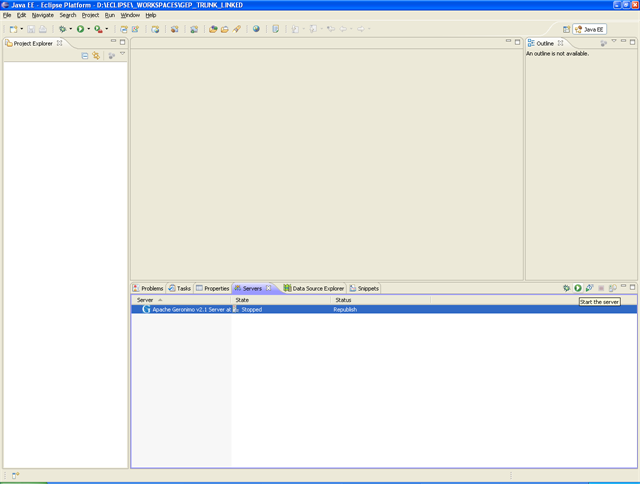 Java EE - Eclipse Platform - D:\ECLIPSE\_WORKSPACES\GEP_TRUNK_LINKED
File Edit Navigate Search Project Run Window Help
Java EE
Project Explorer
Outline
An outline is not available.
Problems Tasks Properties Servers Data Source Explorer Snippets
Server State Status
Start the server
Apache Geronimo v2.1 Server at Stopped Republish